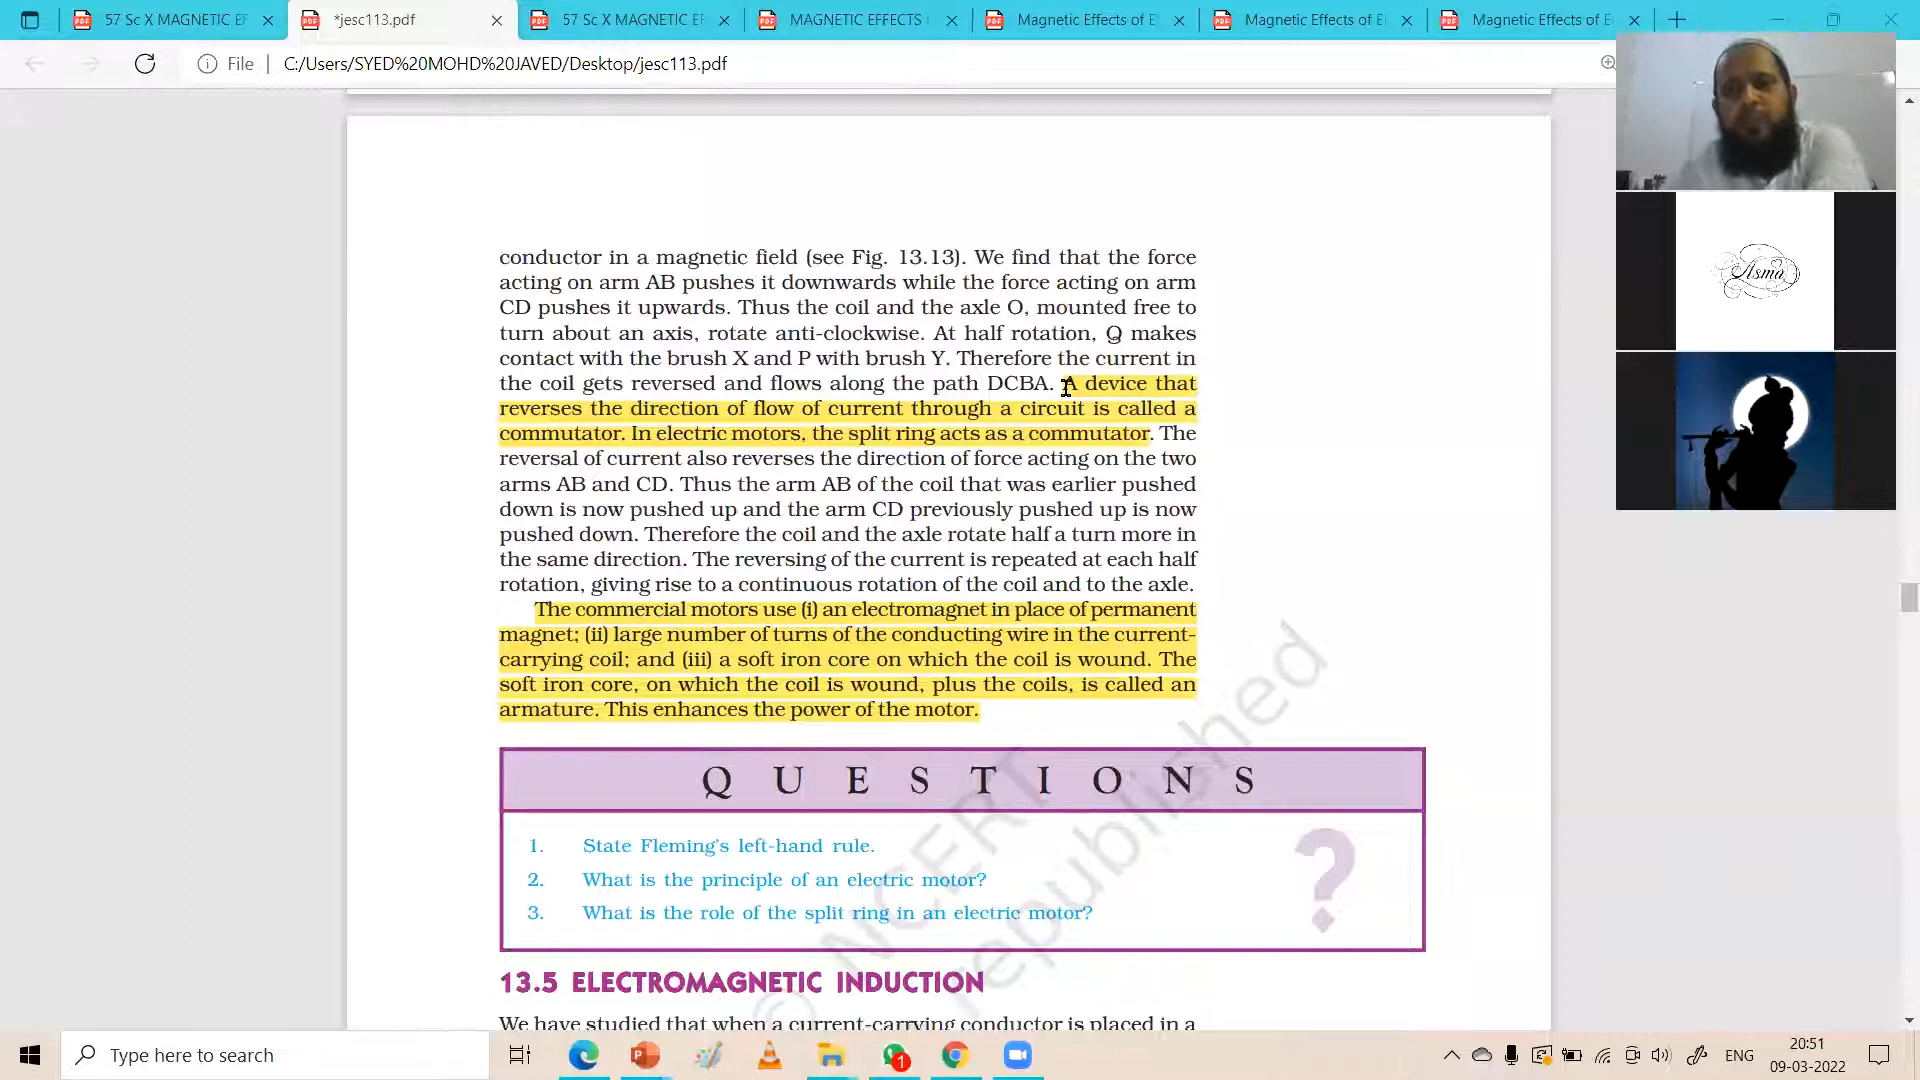 57 Sc X MAGNETIC EF
*jesc113.pdf
57 Sc X MAGNETIC EF
MAGNETIC EFFECTS
Magnetic Effects of E
Magnetic Effects of E
Magnetic Effects of E
File
C:/Users/SYED%20MOHD%20JAVED/Desktop/jesc113.pdf
Asma
conductor in a magnetic field (see Fig. 13.13). We find that the force
acting on arm AB pushes it downwards while the force acting on arm
CD pushes it upwards. Thus the coil and the axle O, mounted free to
turn about an axis, rotate anti-clockwise. At half rotation, Q makes
contact with the brush X and P with brush Y. Therefore the current in
the coil gets reversed and flows along the path DCBA. A device that
reverses the direction of flow of current through a circuit is called a
commutator. In electric motors, the split ring acts as a commutator. The
reversal of current also reverses the direction of force acting on the two
arms AB and CD. Thus the arm AB of the coil that was earlier pushed
down is now pushed up and the arm CD previously pushed up is now
pushed down. Therefore the coil and the axle rotate half a turn more in
the same direction. The reversing of the current is repeated at each half
rotation, giving rise to a continuous rotation of the coil and to the axle.
The commercial motors use (i) an electromagnet in place of permanent
magnet; (ii) large number of turns of the conducting wire in the current-
carrying coil; and (iii) a soft iron core on which the coil is wound. The
soft iron core, on which the coil is wound, plus the coils, is called an
armature. This enhances the power of the motor.
QUESTIONS
1. State Fleming's left-hand rule.
2. What is the principle of an electric motor?
3. What is the role of the split ring in an electric motor?
?
© NCERT
republished
13.5 ELECTROMAGNETIC INDUCTION
We have studied that when a current-carrying conductor is placed in a
Type here to search
1
ENG
20:51
09-03-2022